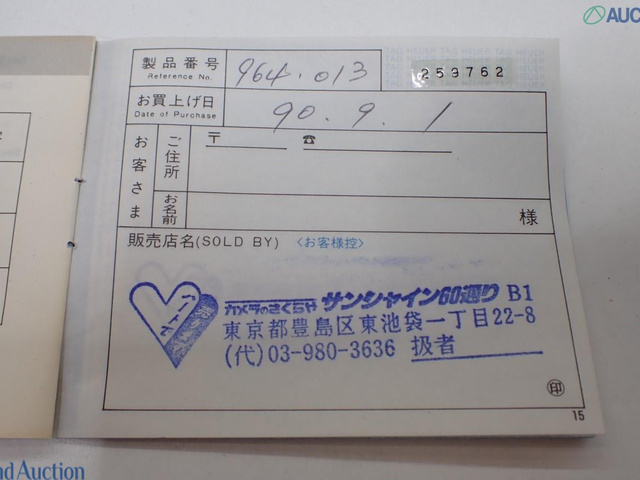 AUC
製品番号 964.013 253762
Reference No.
お買上げ日 90.9.1
Date of Purchase
お客さま
ご住所
〒 ☎
お名前
様
販売店名(SOLD BY) 〈お客様控〉
カメラのさくらや サンシャイン60通り B1
東京都豊島区東池袋一丁目22-8
(代)03-980-3636 扱者
印
15
nd Auction